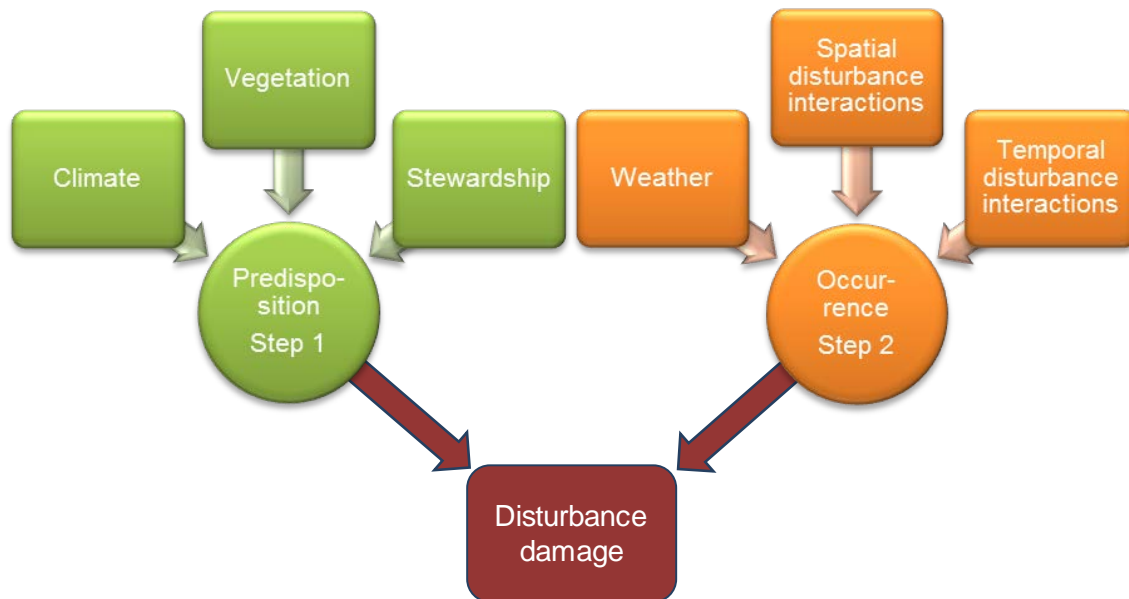 Vegetation
Climate
Stewardship
Predispo-
sition
Step 1
Spatial
disturbance
interactions
Weather
Temporal
disturbance
interactions
Occur-
rence
Step 2
Disturbance
damage